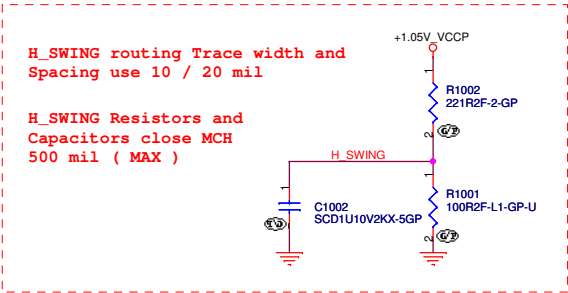 +1.05V_VCCP
H_SWING routing Trace width and
Spacing use 10 / 20 mil
H_SWING Resistors and
Capacitors close MCH
500 mil ( MAX )
1
R1002
221R2F-2-GP
2
G/P
H_SWING
1
C1002
SCD1U10V2KX-5GP
2
1
R1001
100R2F-L1-GP-U
2
G/P